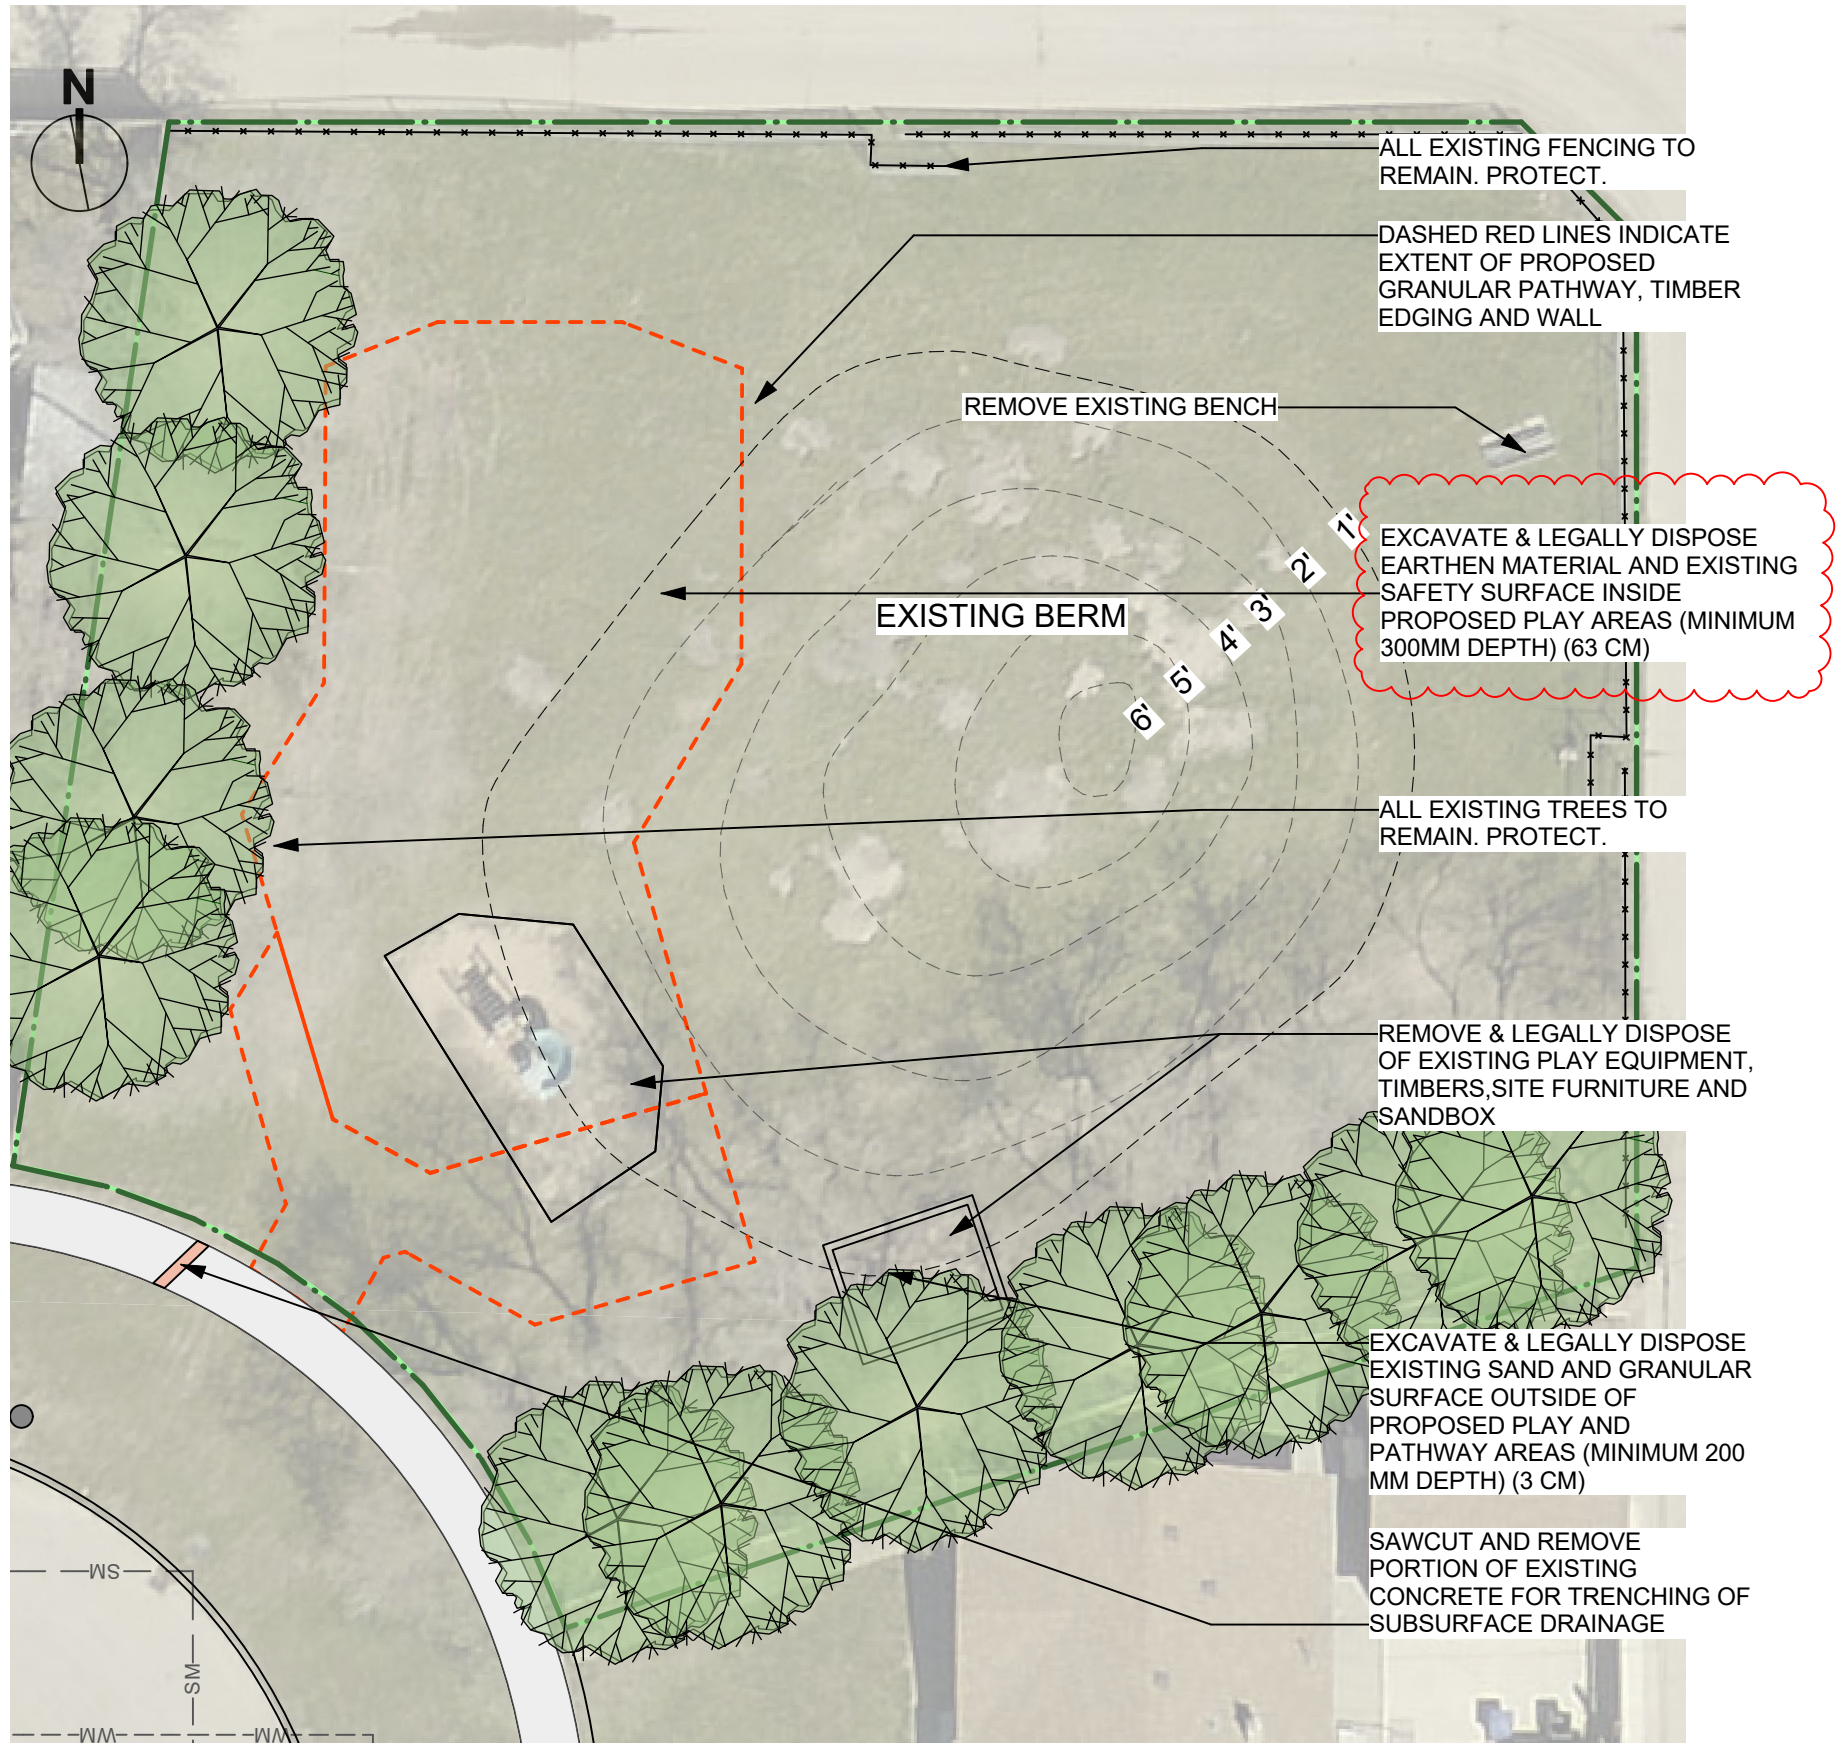 N
ALL EXISTING FENCING TO
REMAIN. PROTECT.
DASHED RED LINES INDICATE
EXTENT OF PROPOSED
GRANULAR PATHWAY, TIMBER
EDGING AND WALL
REMOVE EXISTING BENCH
EXCAVATE & LEGALLY DISPOSE
EARTHEN MATERIAL AND EXISTING
SAFETY SURFACE INSIDE
PROPOSED PLAY AREAS (MINIMUM
300MM DEPTH) (63 CM)
EXISTING BERM
1'
2'
3'
4'
5'
6'
ALL EXISTING TREES TO
REMAIN. PROTECT.
REMOVE & LEGALLY DISPOSE
OF EXISTING PLAY EQUIPMENT,
TIMBERS,SITE FURNITURE AND
SANDBOX
EXCAVATE & LEGALLY DISPOSE
EXISTING SAND AND GRANULAR
SURFACE OUTSIDE OF
PROPOSED PLAY AND
PATHWAY AREAS (MINIMUM 200
MM DEPTH) (3 CM)
SAWCUT AND REMOVE
PORTION OF EXISTING
CONCRETE FOR TRENCHING OF
SUBSURFACE DRAINAGE
SM
SM
WM
WM